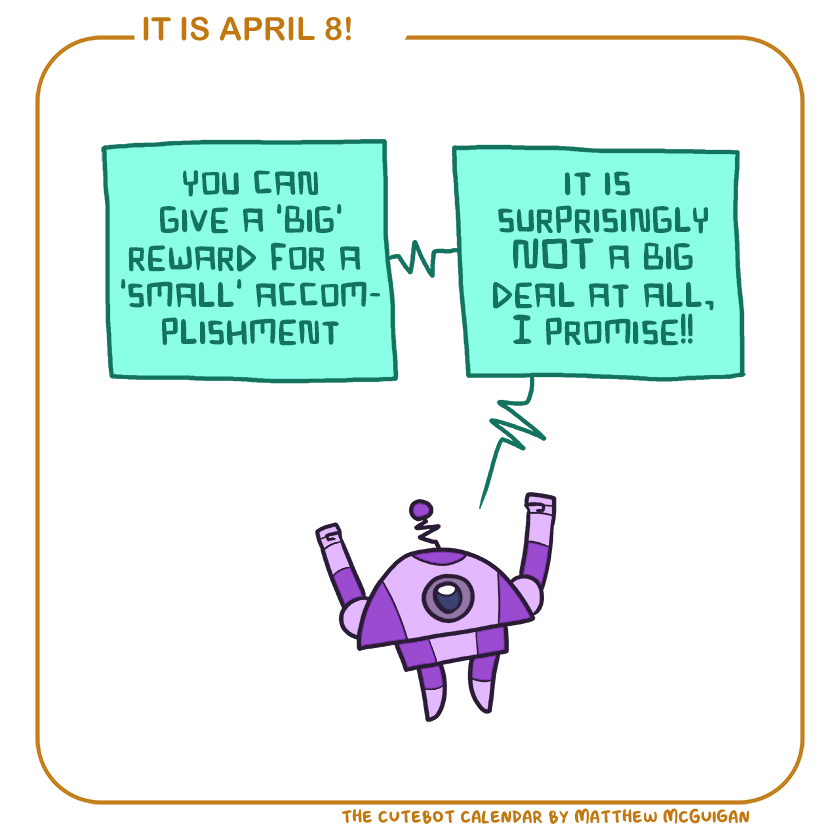 IT IS APRIL 8!
YOU CAN
GIVE A 'BIG'
REWARD FOR A
'SMALL' ACCOM-
PLISHMENT
IT IS
SURPRISINGLY
NOT A BIG
DEAL AT ALL,
I PROMISE!!
THE CUTEBOT CALENDAR BY MATTHEW MCGUIGAN